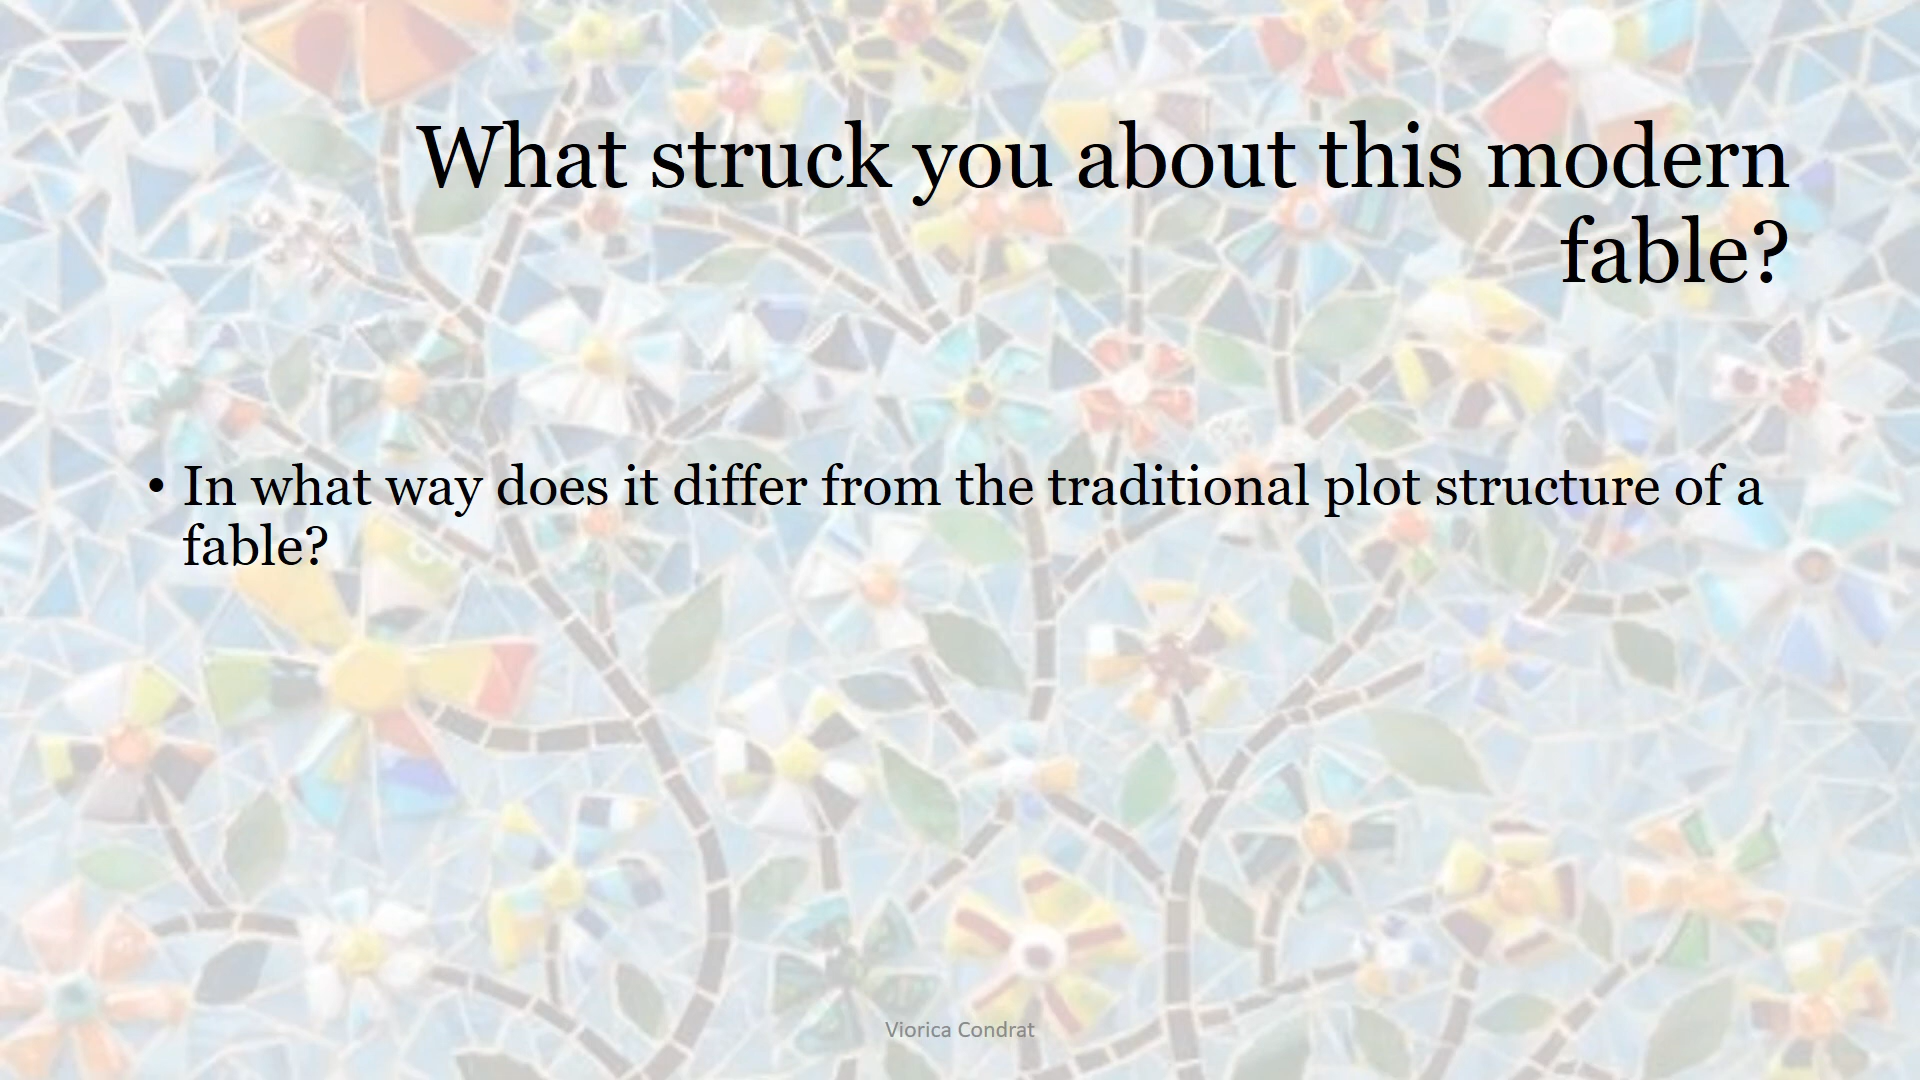 What struck you about this modern
fable?
• In what way does it differ from the traditional plot structure of a
fable?
Viorica Condrat